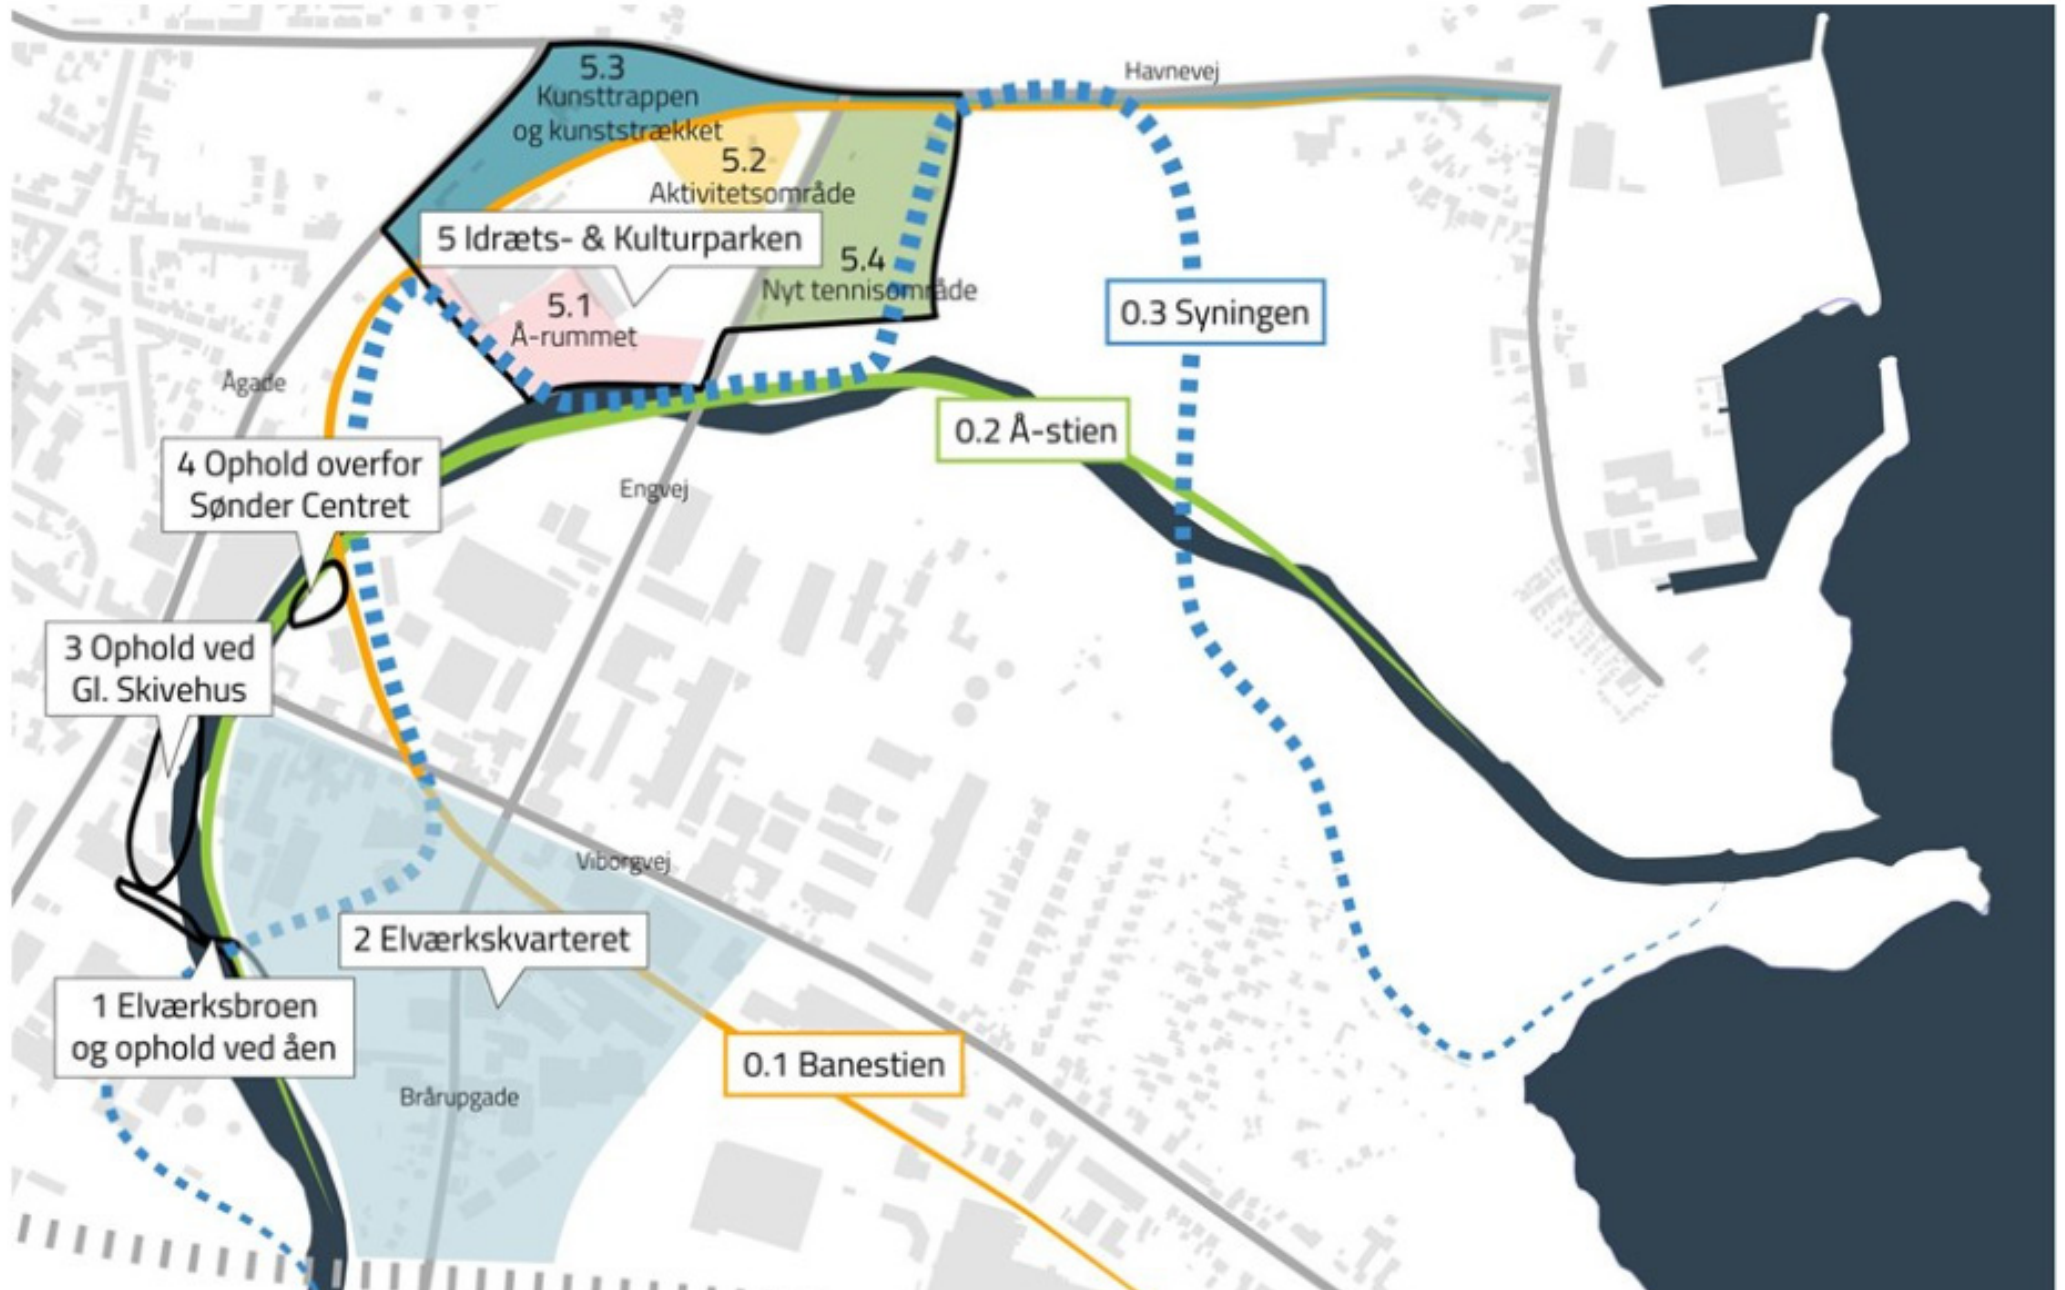 5.3
Kunsttrappen
og kunststrækket
Havnevej
5.2
Aktivitetsområde
5 Idræts- & Kulturparken
5.4
Nyt tennisområde
5.1
Å-rummet
0.3 Syningen
Ågade
0.2 Å-stien
4 Ophold overfor
Sønder Centret
Engvej
3 Ophold ved
Gl. Skivehus
Viborgvej
2 Elværkskvarteret
1 Elværksbroen
og ophold ved åen
0.1 Banestien
Brårupgade